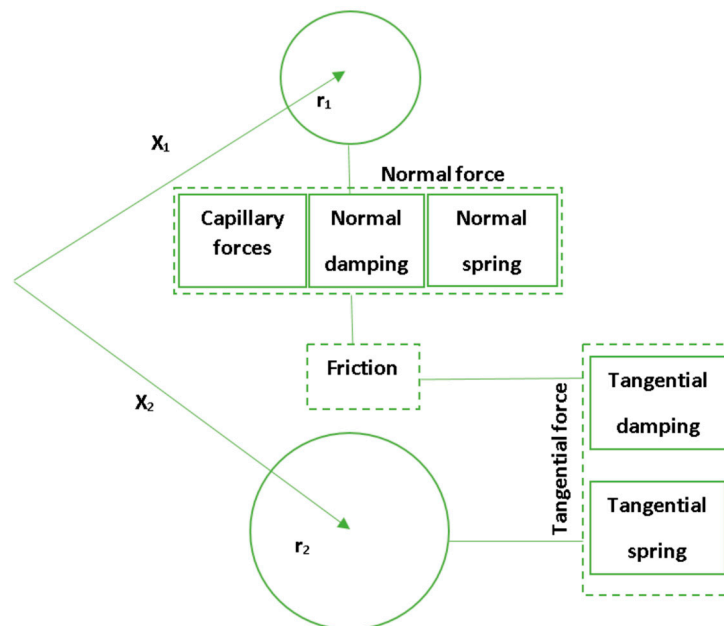 r₁
X₁
Normal force
Capillary
forces
Normal
damping
Normal
spring
Friction
X₂
Tangential force
Tangential
damping
Tangential
spring
r₂